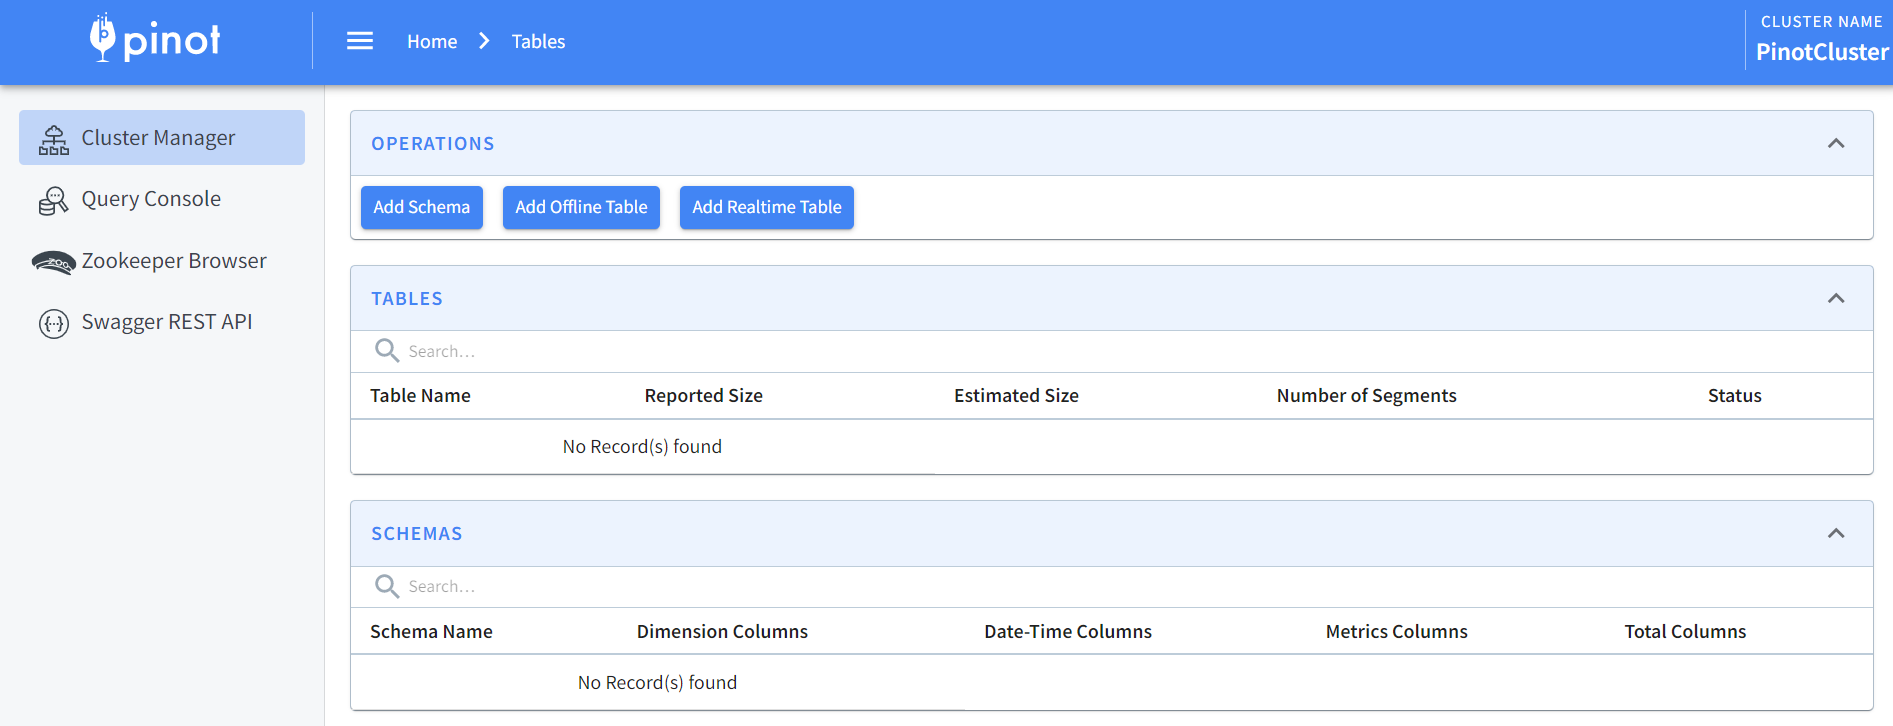 pinot
Home > Tables
CLUSTER NAME
PinotCluster
Cluster Manager
Query Console
Zookeeper Browser
Swagger REST API
OPERATIONS
Add Schema Add Offline Table Add Realtime Table
TABLES
Search...
Table Name Reported Size Estimated Size Number of Segments Status
No Record(s) found
SCHEMAS
Search...
Schema Name Dimension Columns Date-Time Columns Metrics Columns Total Columns
No Record(s) found